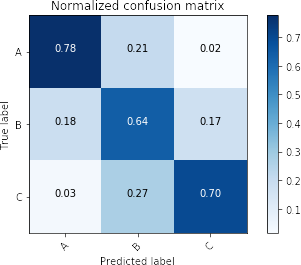 Normalized confusion matrix
True label
A 0.78 0.21 0.02
B 0.18 0.64 0.17
C 0.03 0.27 0.70
A B C
Predicted label
0.7
0.6
0.5
0.4
0.3
0.2
0.1